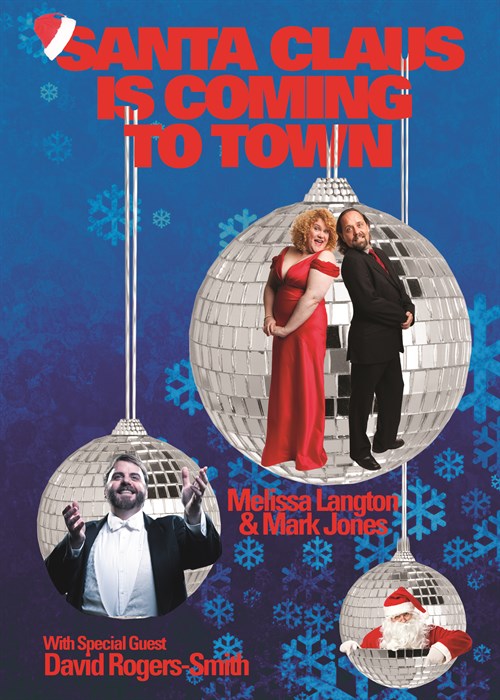 SANTA CLAUS
IS COMING
TO TOWN
Melissa Langton
& Mark Jones
With Special Guest
David Rogers-Smith